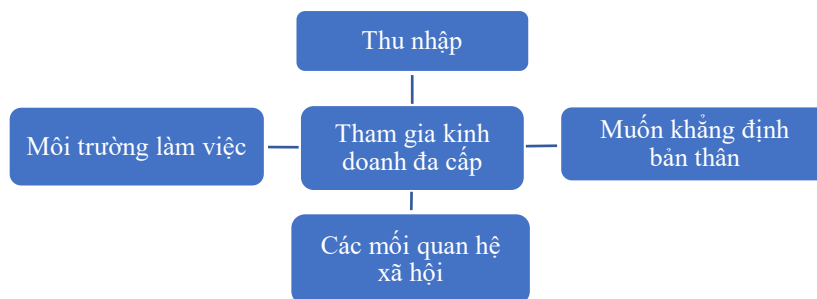 Thu nhập
Môi trường làm việc
Tham gia kinh
doanh đa cấp
Muốn khẳng định
bản thân
Các mối quan hệ
xã hội